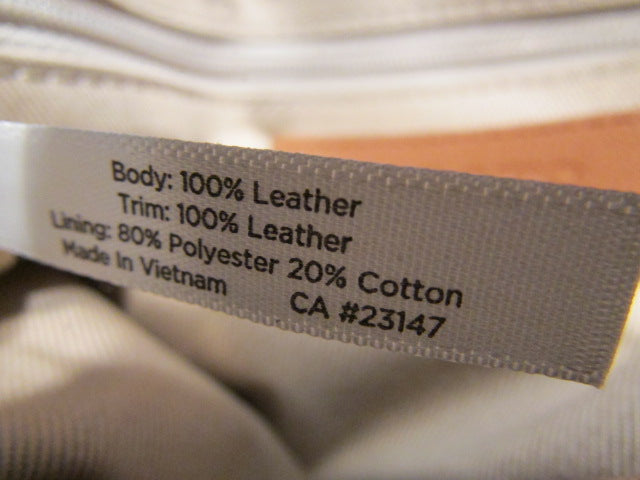 Body: 100% Leather
Trim: 100% Leather
Lining: 80% Polyester 20% Cotton
Made In Vietnam CA #23147